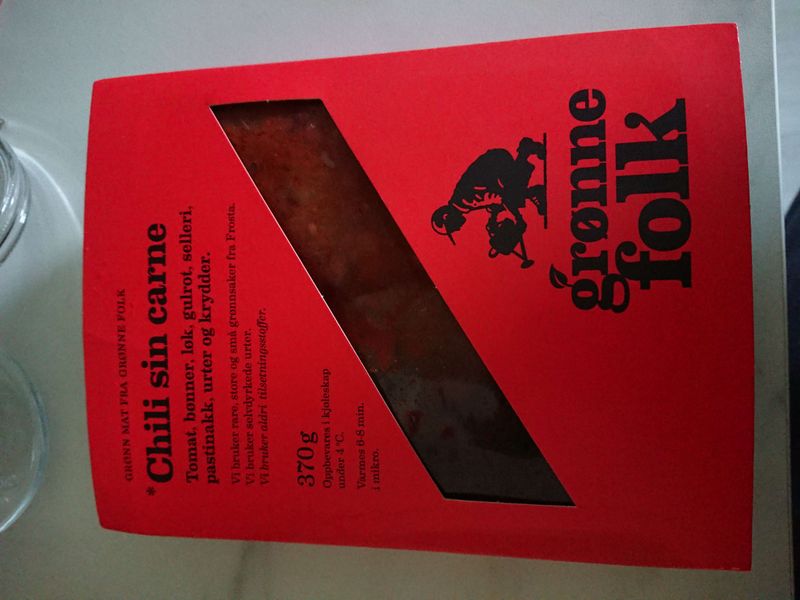 GRØNN MAT FRA GRØNNE FOLK
*Chili sin carne
Tomat, bønner, løk, gulrot, selleri,
pastinakk, urter og krydder.
Vi bruker rare, store og små grønnsaker fra Frosta.
Vi bruker selvdyrkede urter.
Vi bruker aldri tilsetningsstoffer.
370 g
Oppbevares i kjøleskap
under 4 °C.
Varmes 6-8 min.
i mikro.
grønne
folk